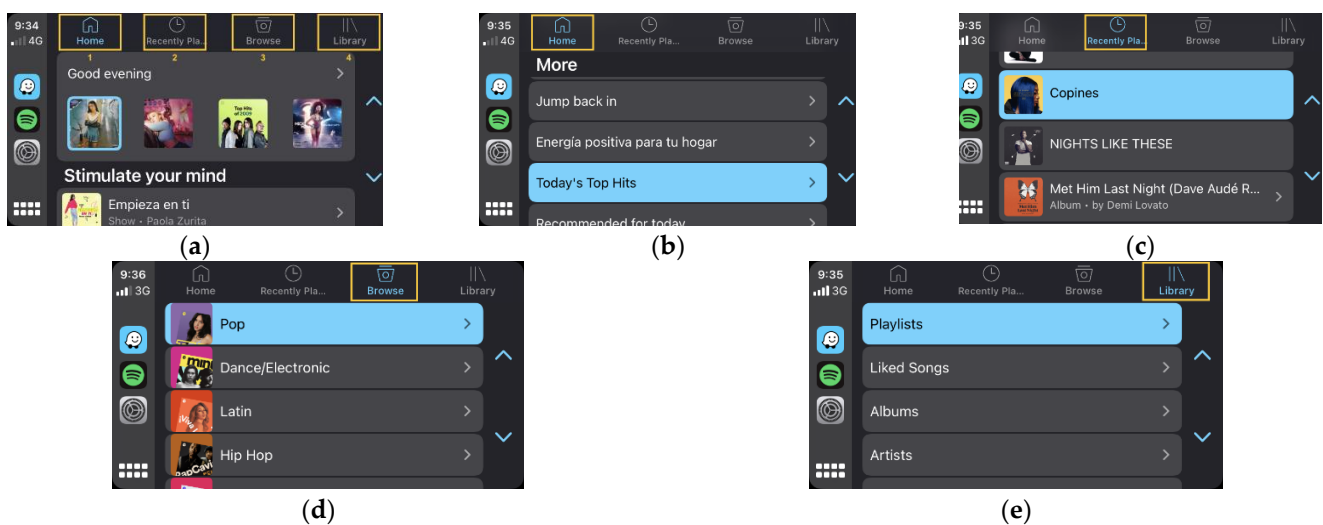 9:34
4G
Home
Recently Pla...
Browse
Library
1
2
3
4
Good evening
Top Hits
of 2009
Stimulate your mind
Empieza en ti
Show • Paola Zurita
(a)
9:35
4G
Home
Recently Pla...
Browse
Library
More
Jump back in
Energía positiva para tu hogar
Today's Top Hits
Recommended for today
(b)
9:35
3G
Home
Recently Pla...
Browse
Library
Copines
NIGHTS LIKE THESE
Met Him Last Night (Dave Audé R...
Album • by Demi Lovato
(c)
9:36
3G
Home
Recently Pla...
Browse
Library
Pop
Dance/Electronic
Latin
Hip Hop
(d)
9:35
3G
Home
Recently Pla...
Browse
Library
Playlists
Liked Songs
Albums
Artists
(e)